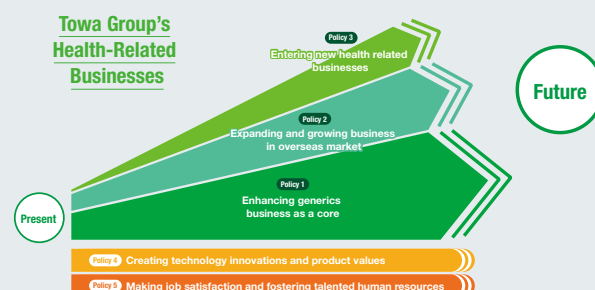 Towa Group's
Health-Related
Businesses
Policy 3
Entering new health related
businesses
Future
Policy 2
Expanding and growing business
in overseas market
Policy 1
Enhancing generics
business as a core
Present
Policy 4 Creating technology innovations and product values
Policy 5 Making job satisfaction and fostering talented human resources